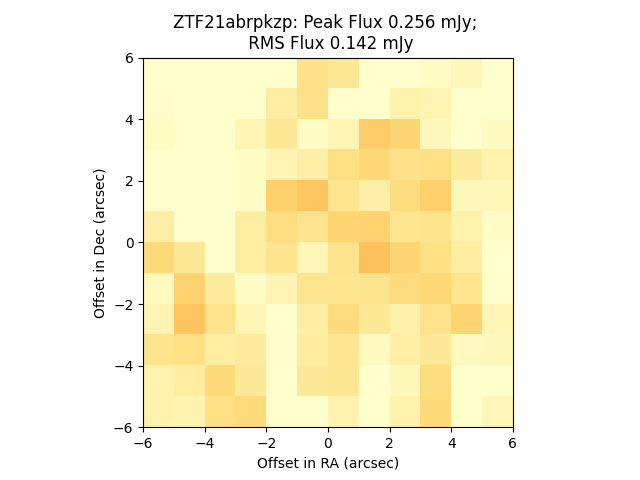 ZTF21abrpkzp: Peak Flux 0.256 mJy;
RMS Flux 0.142 mJy
6
4
2
0
−2
−4
−6
Offset in Dec (arcsec)
−6 −4 −2 0 2 4 6
Offset in RA (arcsec)